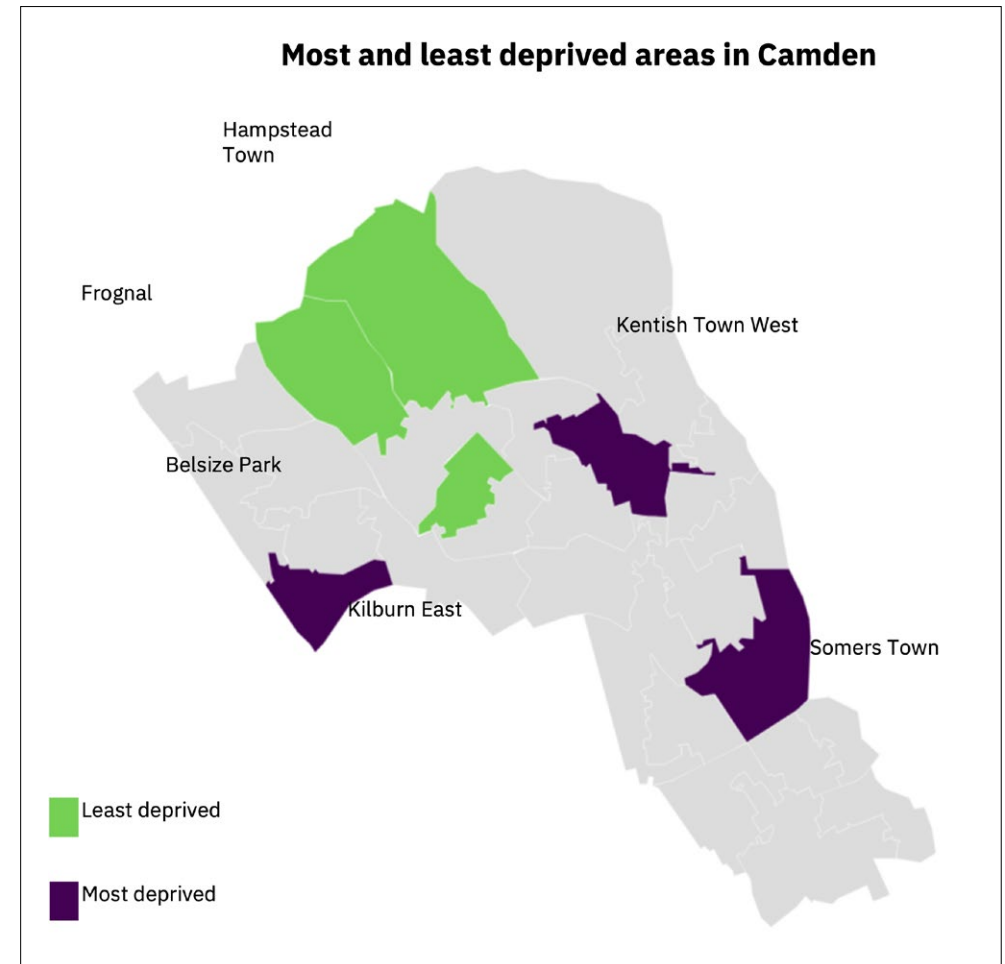 Most and least deprived areas in Camden
Hampstead
Town
Frognal
Kentish Town West
Belsize Park
Kilburn East
Somers Town
Least deprived
Most deprived